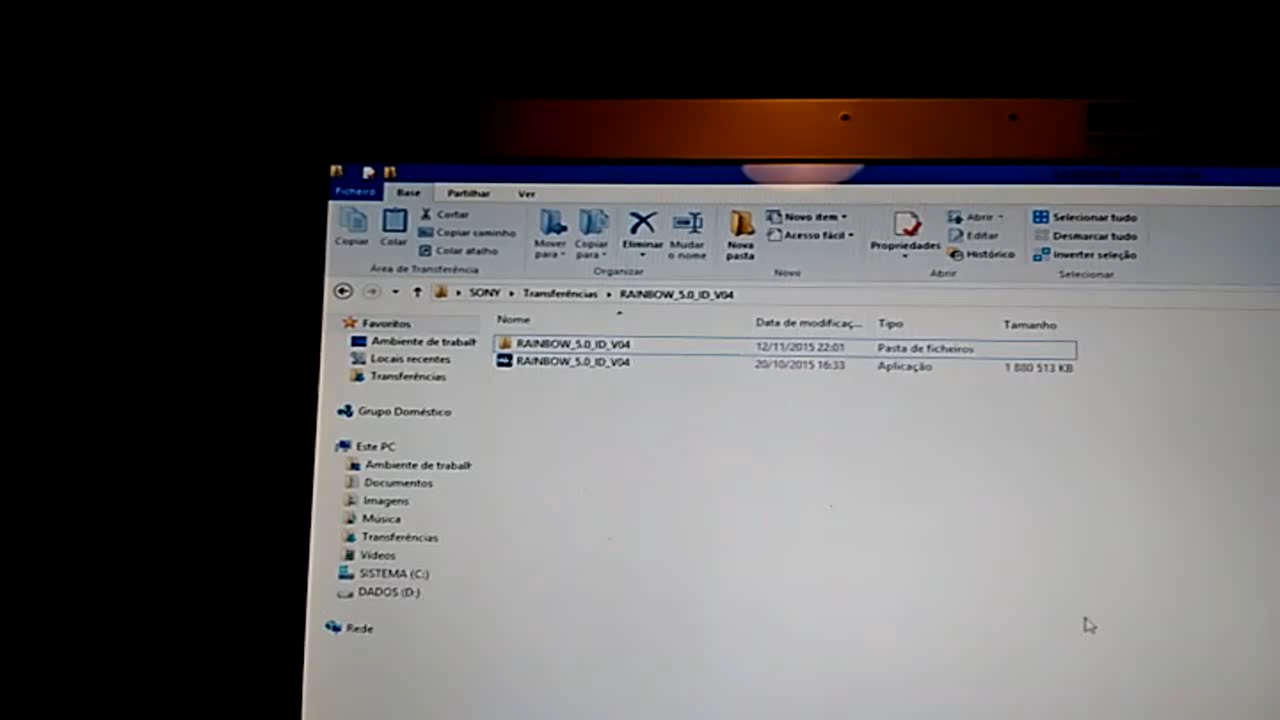 Ficheiro Base Partilhar Ver
Copiar Colar Cortar Copiar caminho Colar atalho
Mover para Copiar para Eliminar Mudar o nome
Nova pasta Novo item Acesso fácil
Propriedades Abrir Editar Histórico
Selecionar tudo Desmarcar tudo Inverter seleção
Área de Transferência Organizar Novo Abrir Selecionar
SONY Transferências RAINBOW_5.0_ID_V04
Nome Data de modificaç... Tipo Tamanho
RAINBOW_5.0_ID_V04 12/11/2015 22:01 Pasta de ficheiros
RAINBOW_5.0_ID_V04 20/10/2015 16:33 Aplicação 1 880 513 KB
Favoritos
Ambiente de trabalh
Locais recentes
Transferências
Grupo Doméstico
Este PC
Ambiente de trabalh
Documentos
Imagens
Música
Transferências
Vídeos
SISTEMA (C:)
DADOS (D:)
Rede